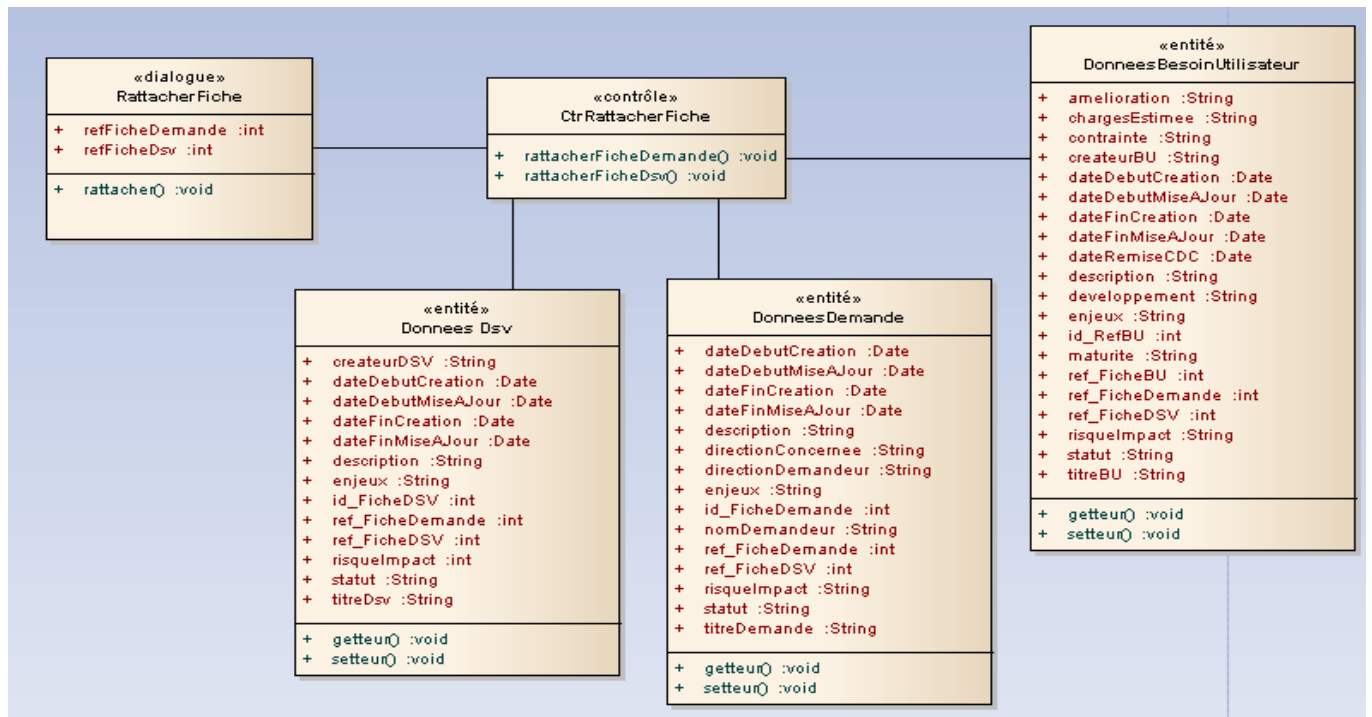 «dialogue»
RattacherFiche
+ refFicheDemande :int
+ refFicheDsv :int
+ rattacher() :void
«contrôle»
CtrRattacherFiche
+ rattacherFicheDemande() :void
+ rattacherFicheDsv() :void
«entité»
DonneesBesoinUtilisateur
+ amelioration :String
+ chargesEstimee :String
+ contrainte :String
+ createurBU :String
+ dateDebutCreation :Date
+ dateDebutMiseAJour :Date
+ dateFinCreation :Date
+ dateFinMiseAJour :Date
+ dateRemiseCDC :Date
+ description :String
+ developpement :String
+ enjeux :String
+ id_RefBU :int
+ maturite :String
+ ref_FicheBU :int
+ ref_FicheDemande :int
+ ref_FicheDSV :int
+ risqueImpact :String
+ statut :String
+ titreBU :String
+ getteur() :void
+ setteur() :void
«entité»
Donnees Dsv
+ createurDSV :String
+ dateDebutCreation :Date
+ dateDebutMiseAJour :Date
+ dateFinCreation :Date
+ dateFinMiseAJour :Date
+ description :String
+ enjeux :String
+ id_FicheDSV :int
+ ref_FicheDemande :int
+ ref_FicheDSV :int
+ risqueImpact :int
+ statut :String
+ titreDsv :String
+ getteur() :void
+ setteur() :void
«entité»
DonneesDemande
+ dateDebutCreation :Date
+ dateDebutMiseAJour :Date
+ dateFinCreation :Date
+ dateFinMiseAJour :Date
+ description :String
+ directionConcernee :String
+ directionDemandeur :String
+ enjeux :String
+ id_FicheDemande :int
+ nomDemandeur :String
+ ref_FicheDemande :int
+ ref_FicheDSV :int
+ risqueImpact :String
+ statut :String
+ titreDemande :String
+ getteur() :void
+ setteur() :void